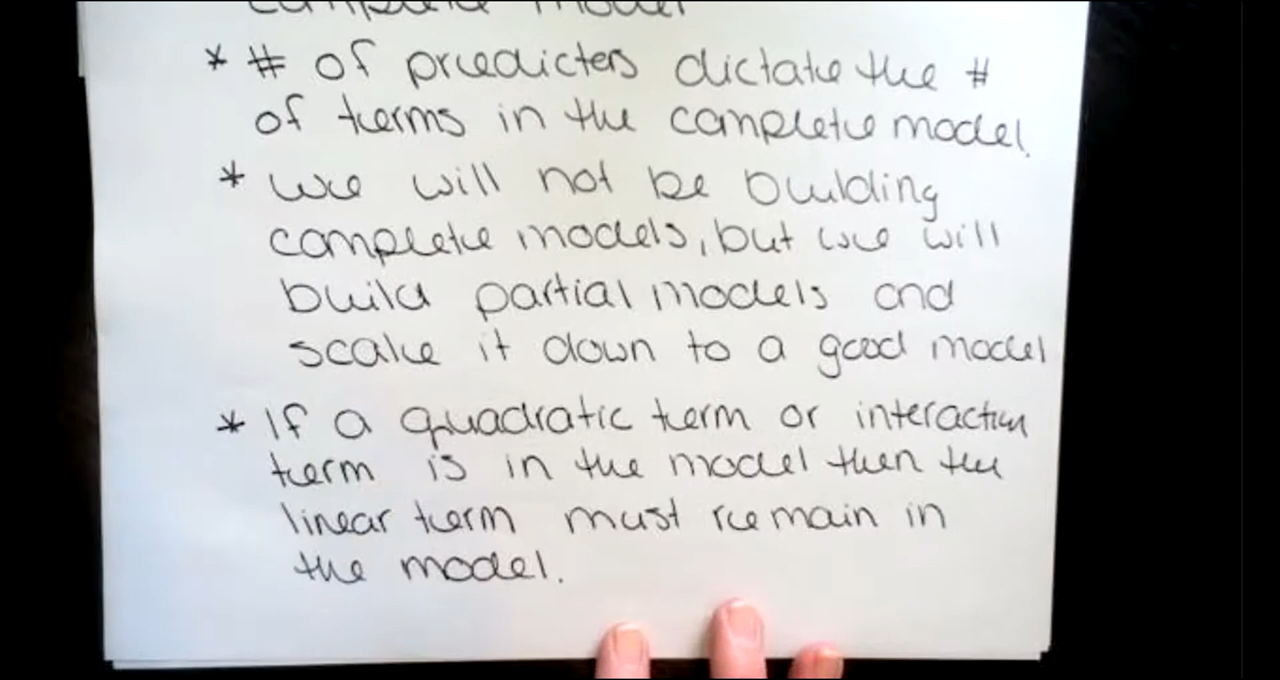 complete model
* # of predicters dictate the #
of terms in the complete model.
* we will not be building
complete models, but we will
build partial models and
scale it down to a good model
* If a quadratic term or interaction
term is in the model then the
linear term must remain in
the model.